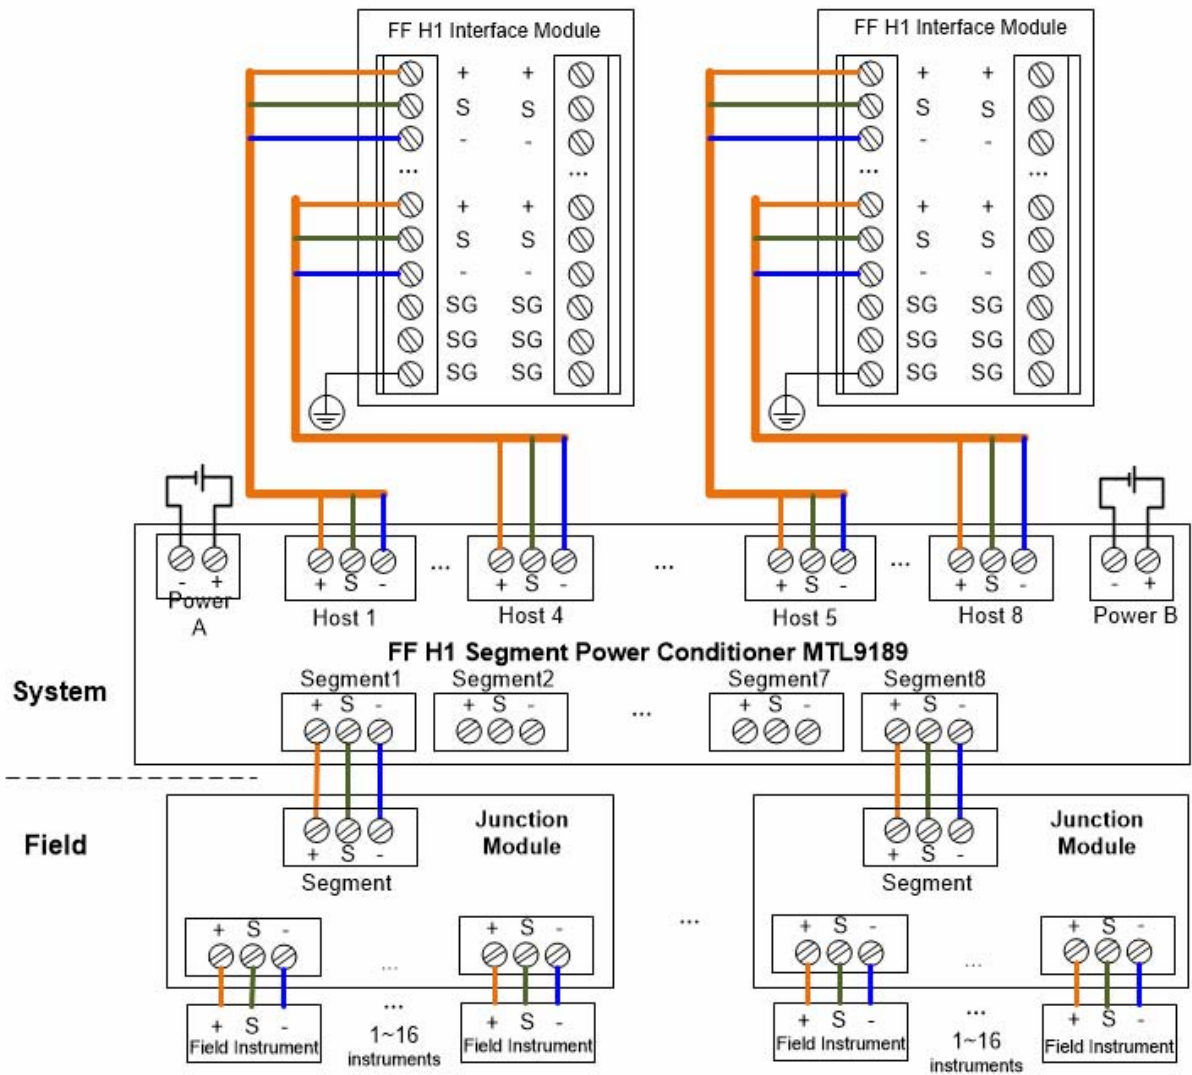 FF H1 Interface Module
FF H1 Interface Module
+ +
S S
- -
... ...
+ +
S S
- -
SG SG
SG SG
SG SG
+ +
S S
- -
... ...
+ +
S S
- -
SG SG
SG SG
SG SG
- +
Power
A
+ S -
Host 1
...
+ S -
Host 4
...
+ S -
Host 5
...
+ S -
Host 8
- +
Power B
FF H1 Segment Power Conditioner MTL9189
System
Segment1
+ S -
Segment2
+ S -
...
Segment7
+ S -
Segment8
+ S -
Field
+ S -
Segment
Junction
Module
+ S -
...
+ S -
+ S -
Field Instrument
...
1~16
instruments
+ S -
Field Instrument
...
+ S -
Segment
Junction
Module
+ S -
...
+ S -
+ S -
Field Instrument
...
1~16
instruments
+ S -
Field Instrument